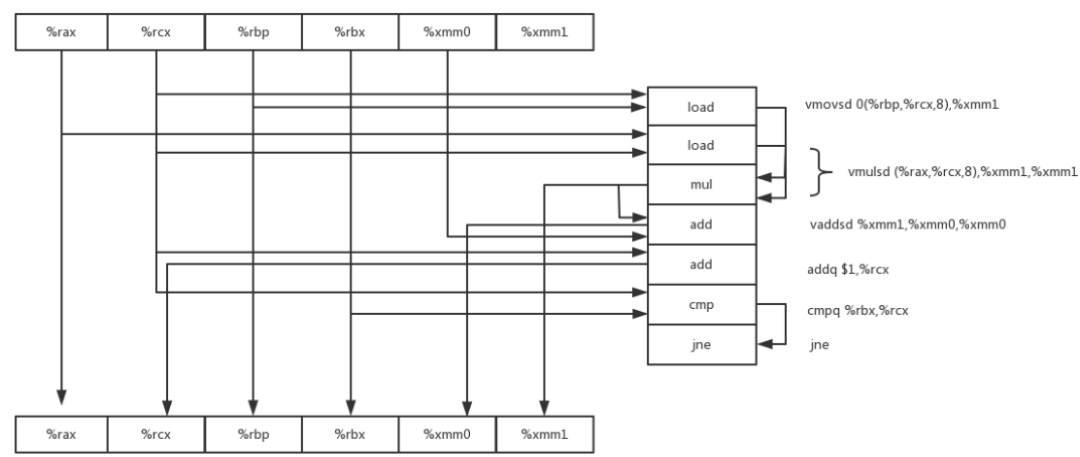 %rax %rcx %rbp %rbx %xmm0 %xmm1
load vmovsd 0(%rbp,%rcx,8),%xmm1
load
mul vmulsd (%rax,%rcx,8),%xmm1,%xmm1
add vaddsd %xmm1,%xmm0,%xmm0
add addq $1,%rcx
cmp cmpq %rbx,%rcx
jne jne
%rax %rcx %rbp %rbx %xmm0 %xmm1